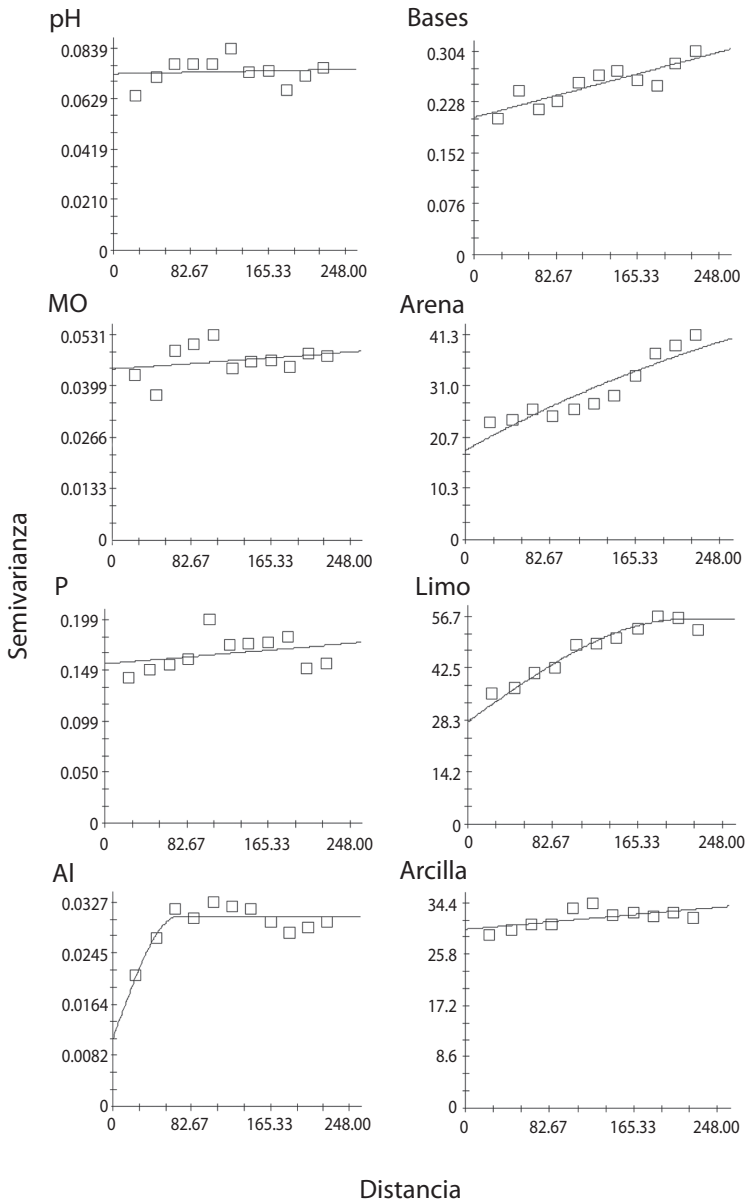 pH
0.0839
0.0629
0.0419
0.0210
0
0 82.67 165.33 248.00
Bases
0.304
0.228
0.152
0.076
0
0 82.67 165.33 248.00
MO
0.0531
0.0399
0.0266
0.0133
0
0 82.67 165.33 248.00
Arena
41.3
31.0
20.7
10.3
0
0 82.67 165.33 248.00
Semivarianza
P
0.199
0.149
0.099
0.050
0
0 82.67 165.33 248.00
Limo
56.7
42.5
28.3
14.2
0
0 82.67 165.33 248.00
Al
0.0327
0.0245
0.0164
0.0082
0
0 82.67 165.33 248.00
Arcilla
34.4
25.8
17.2
8.6
0
0 82.67 165.33 248.00
Distancia